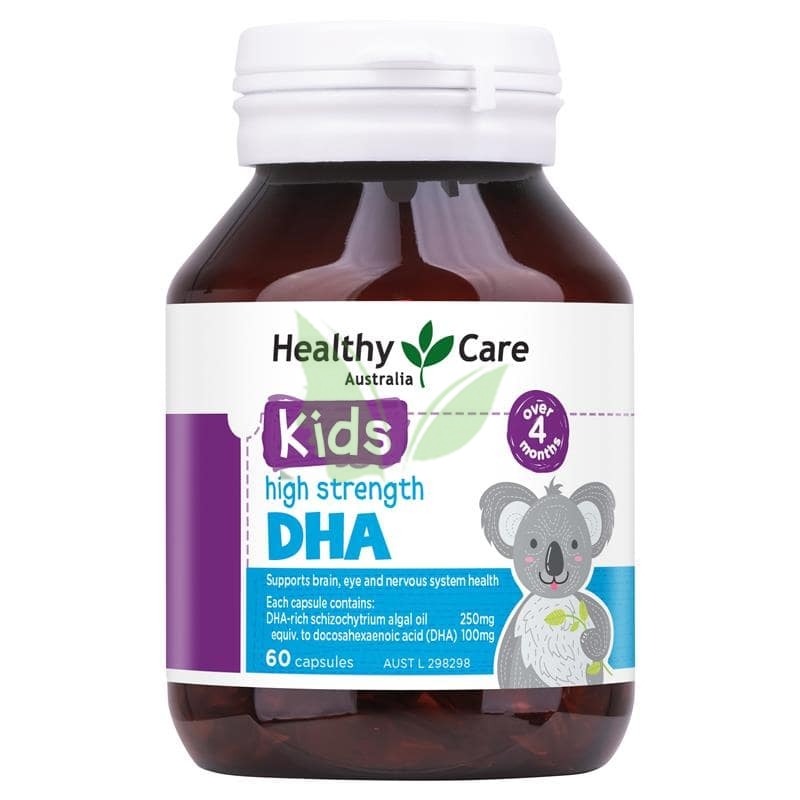 Healthy Care
Australia
Kids
over
4
months
high strength
DHA
Supports brain, eye and nervous system health
Each capsule contains:
DHA-rich schizochytrium algal oil 250mg
equiv. to docosahexaenoic acid (DHA) 100mg
60 capsules AUST L 298298